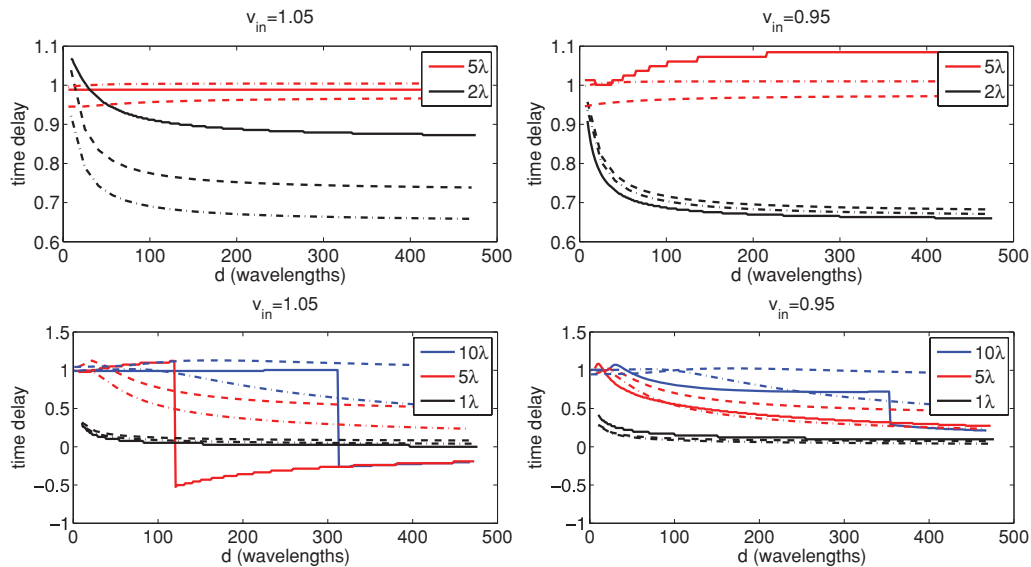 v_in=1.05
1.1
1
0.9
0.8
0.7
0.6
time delay
0 100 200 300 400 500
d (wavelengths)
5λ
2λ
v_in=0.95
1.1
1
0.9
0.8
0.7
0.6
time delay
0 100 200 300 400 500
d (wavelengths)
5λ
2λ
v_in=1.05
1.5
1
0.5
0
−0.5
−1
time delay
0 100 200 300 400 500
d (wavelengths)
10λ
5λ
1λ
v_in=0.95
1.5
1
0.5
0
−0.5
−1
time delay
0 100 200 300 400 500
d (wavelengths)
10λ
5λ
1λ